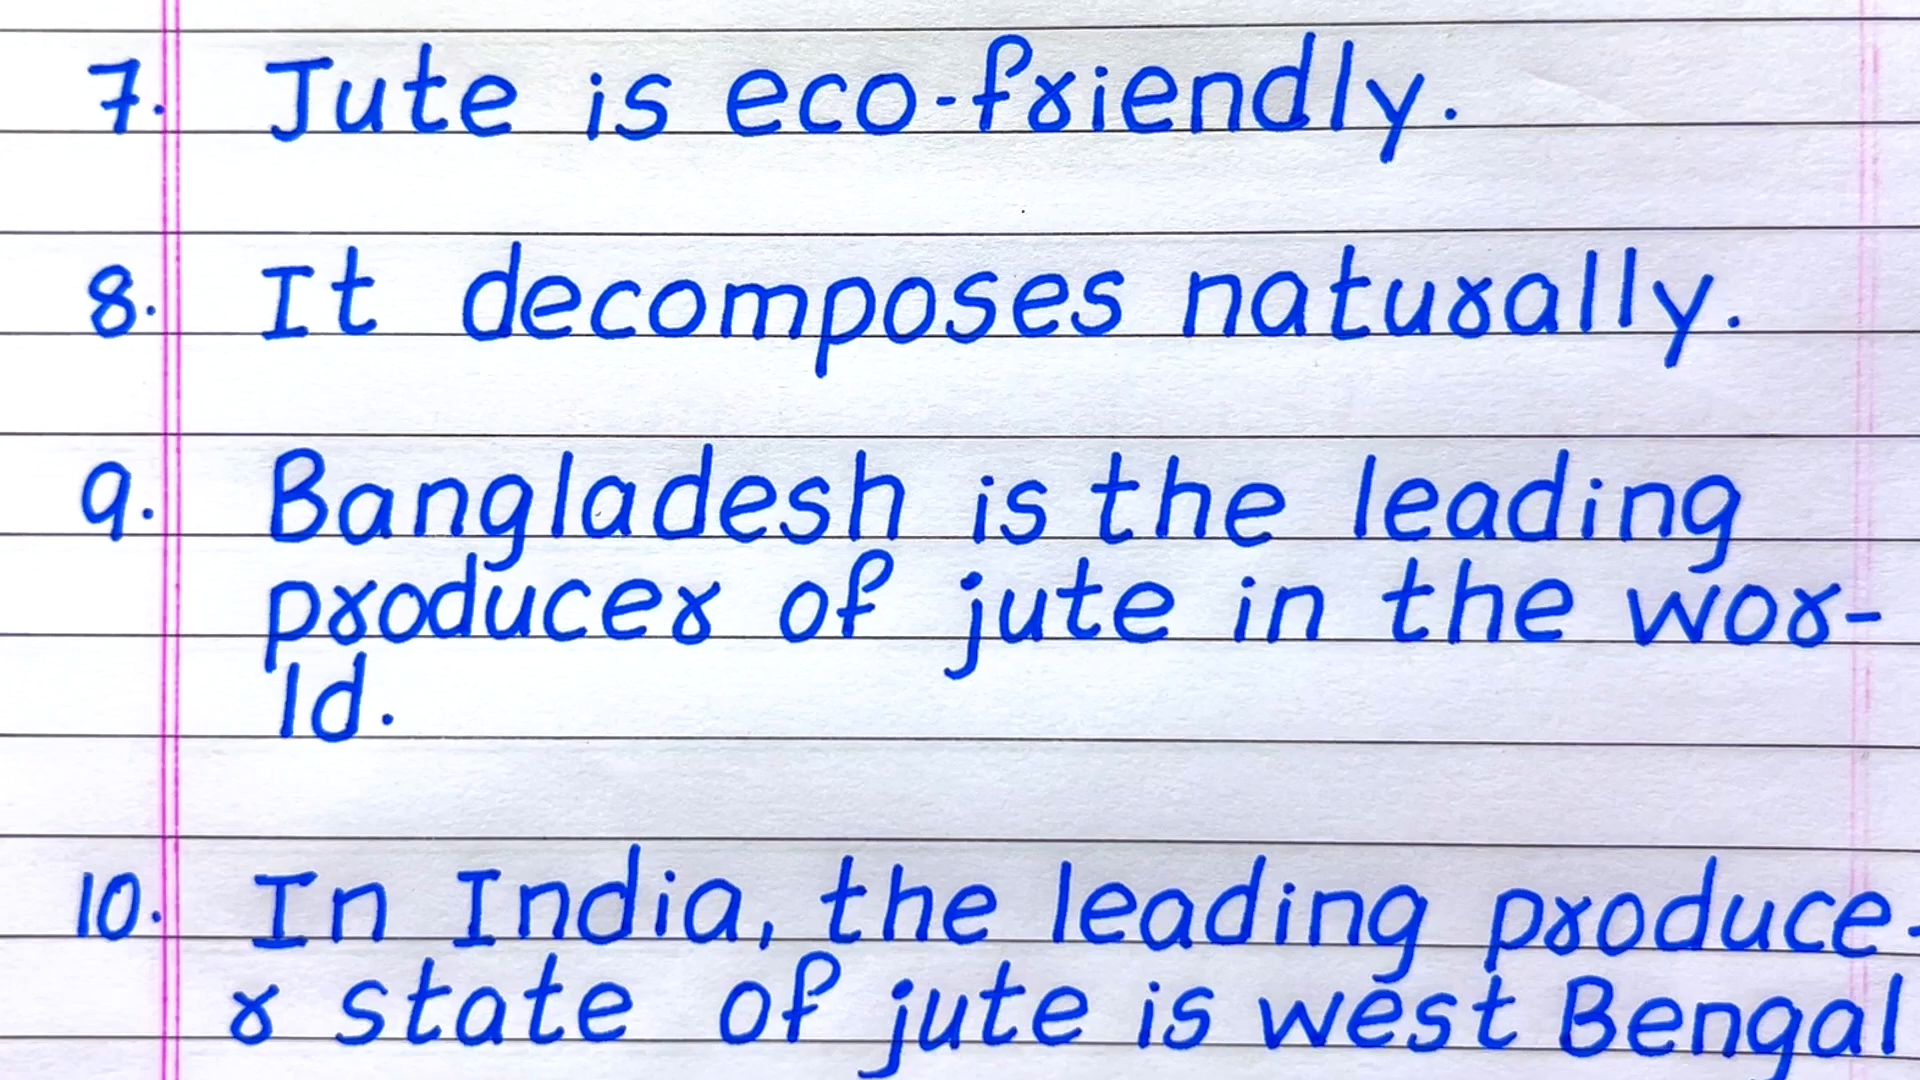 7. Jute is eco-friendly.
8. It decomposes naturally.
9. Bangladesh is the leading
producer of jute in the wor-
ld.
10. In India, the leading produce-
r state of jute is west Bengal